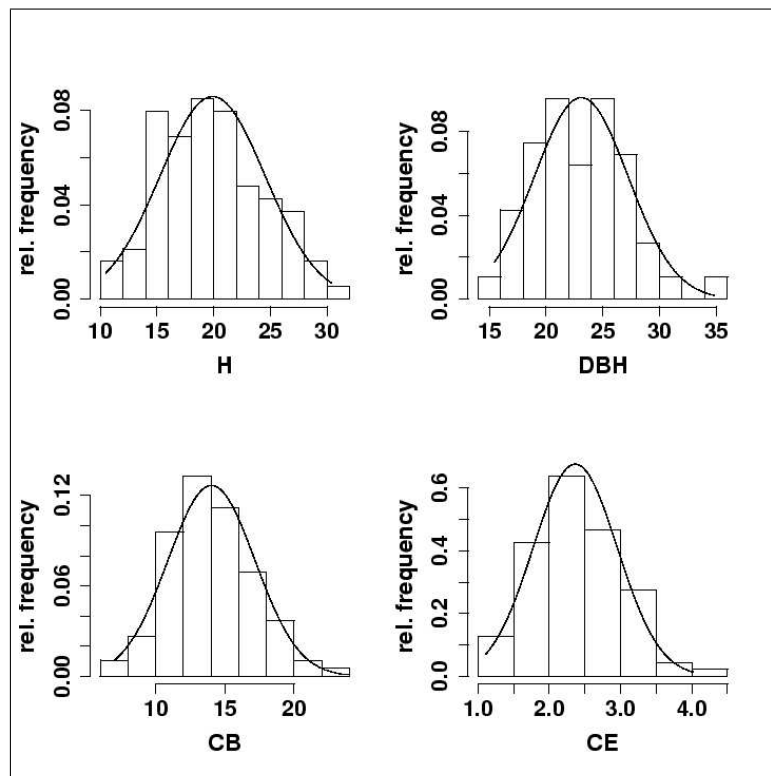 rel. frequency
0.00 0.04 0.08
10 15 20 25 30
H
rel. frequency
0.00 0.04 0.08
15 20 25 30 35
DBH
rel. frequency
0.00 0.06 0.12
10 15 20
CB
rel. frequency
0.0 0.2 0.4 0.6
1.0 2.0 3.0 4.0
CE